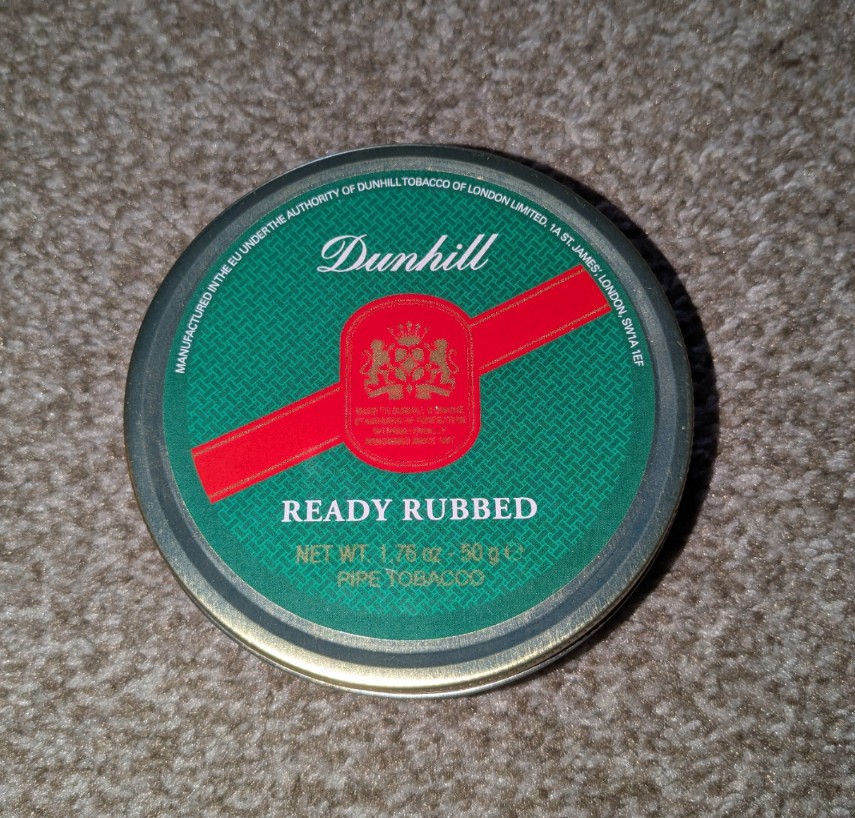 MANUFACTURED IN THE EU UNDER THE AUTHORITY OF DUNHILL TOBACCO OF LONDON LIMITED, 1A ST. JAMES', LONDON, SW1A 1EF
Dunhill
READY RUBBED
NET WT. 1.76 oz - 50 g ℮
PIPE TOBACCO